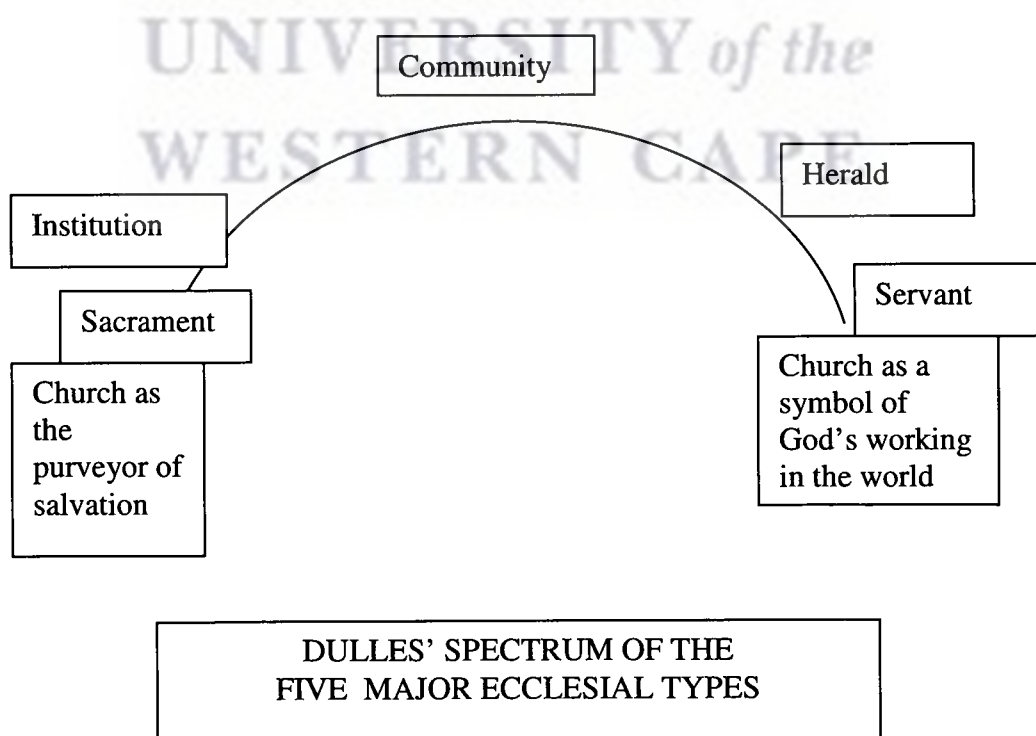 UNIVERSITY of the
WESTERN CAPE
Community
Herald
Institution
Servant
Sacrament
Church as
the
purveyor of
salvation
Church as a
symbol of
God's working
in the world
DULLES' SPECTRUM OF THE
FIVE MAJOR ECCLESIAL TYPES